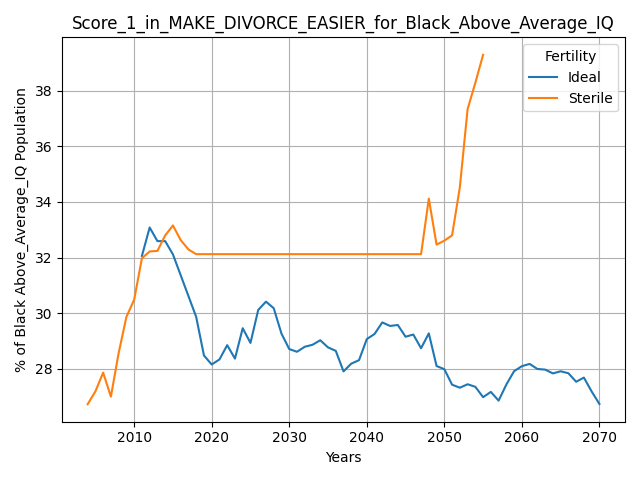 Score_1_in_MAKE_DIVORCE_EASIER_for_Black_Above_Average_IQ
Fertility
Ideal
Sterile
% of Black Above_Average_IQ Population
38
36
34
32
30
28
2010
2020
2030
2040
2050
2060
2070
Years